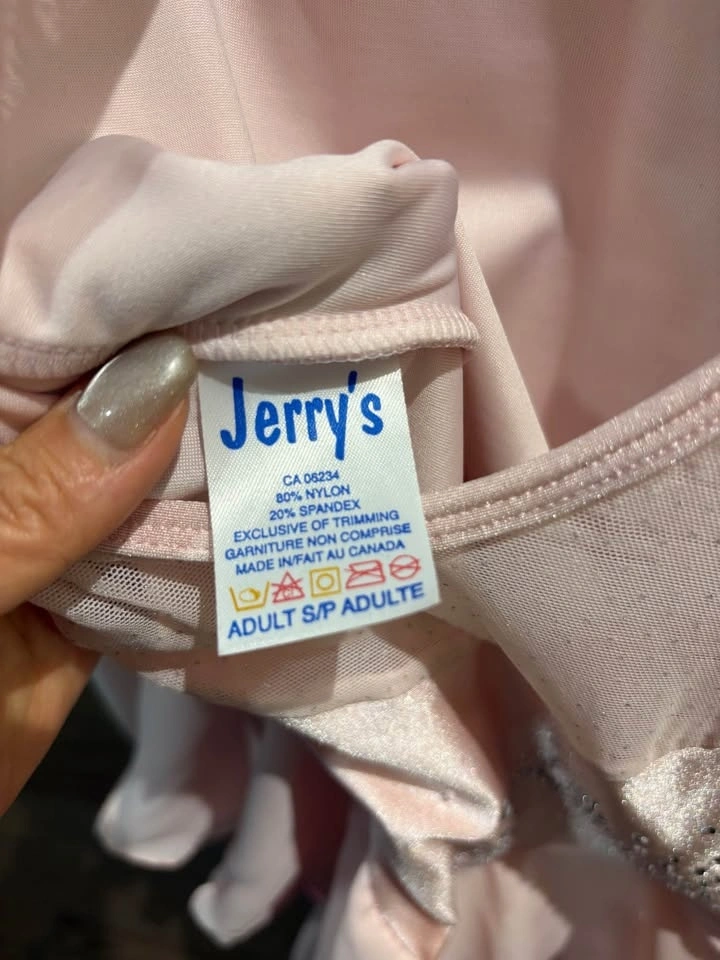 Jerry's
CA 06234
80% NYLON
20% SPANDEX
EXCLUSIVE OF TRIMMING
GARNITURE NON COMPRISE
MADE IN/FAIT AU CANADA
ADULT S/P ADULTE